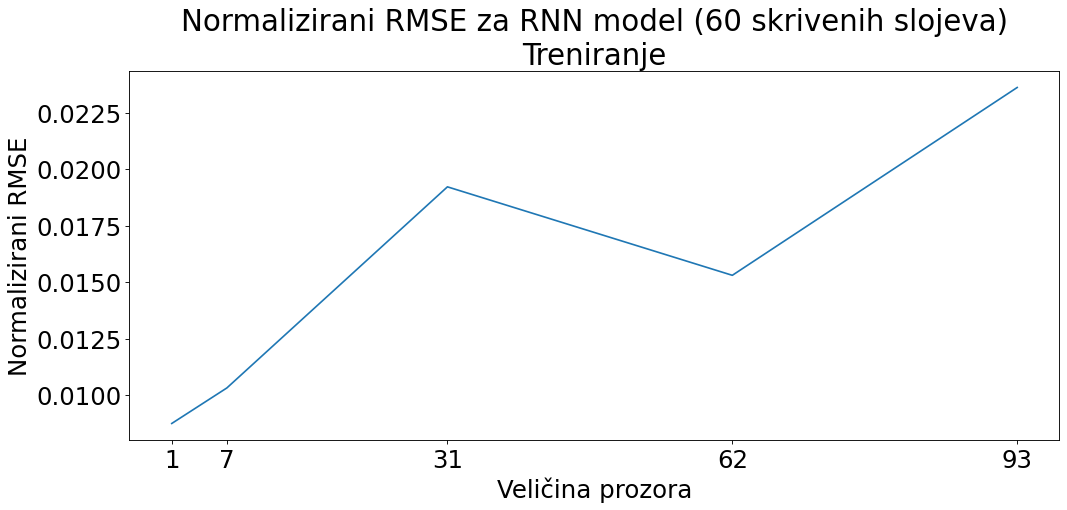 Normalizirani RMSE za RNN model (60 skrivenih slojeva)
Treniranje
Normalizirani RMSE
0.0225
0.0200
0.0175
0.0150
0.0125
0.0100
1 7 31 62 93
Veličina prozora